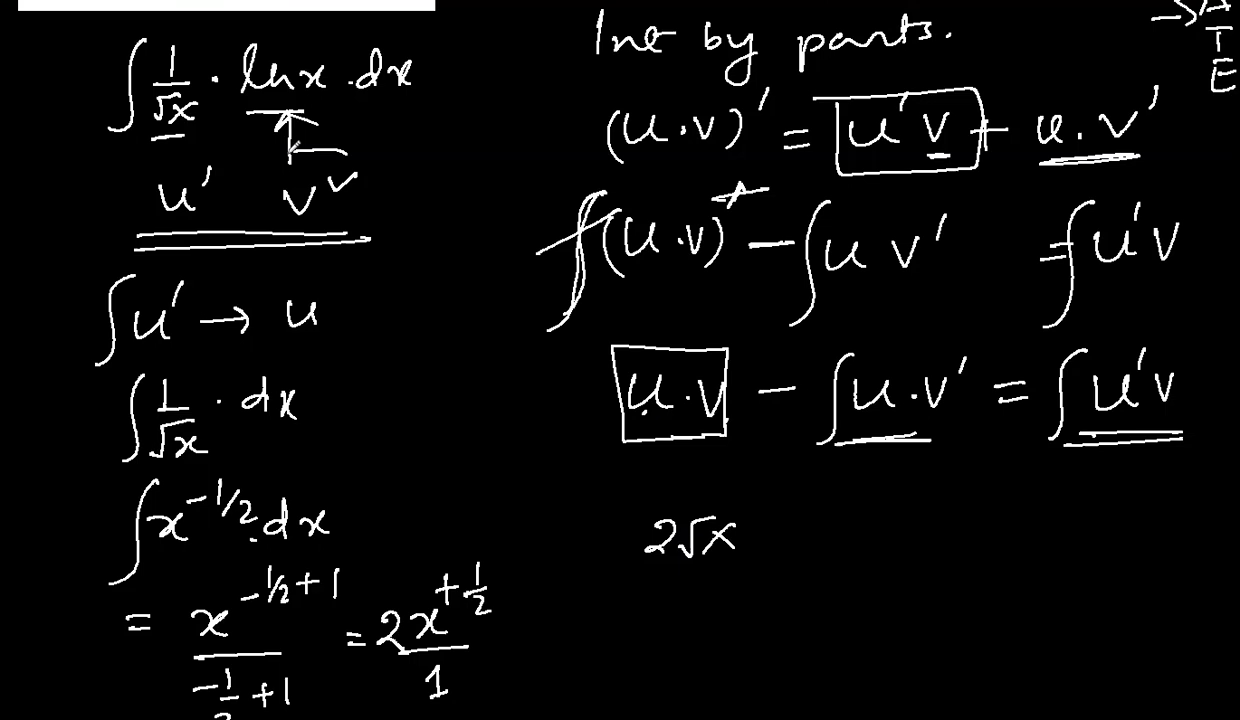 ∫ 1/√x · ln x · dx
u' v
∫ u' → u
∫ 1/√x · dx
∫ x^(-1/2) dx
= x^(-1/2+1) / (-1/2+1) = 2x^(+1/2) / 1
Int by parts.
(u·v)' = u'v + u·v'
∫(u·v)' - ∫u v' = ∫u'v
u·v - ∫u·v' = ∫u'v
2√x
→ A
T
E